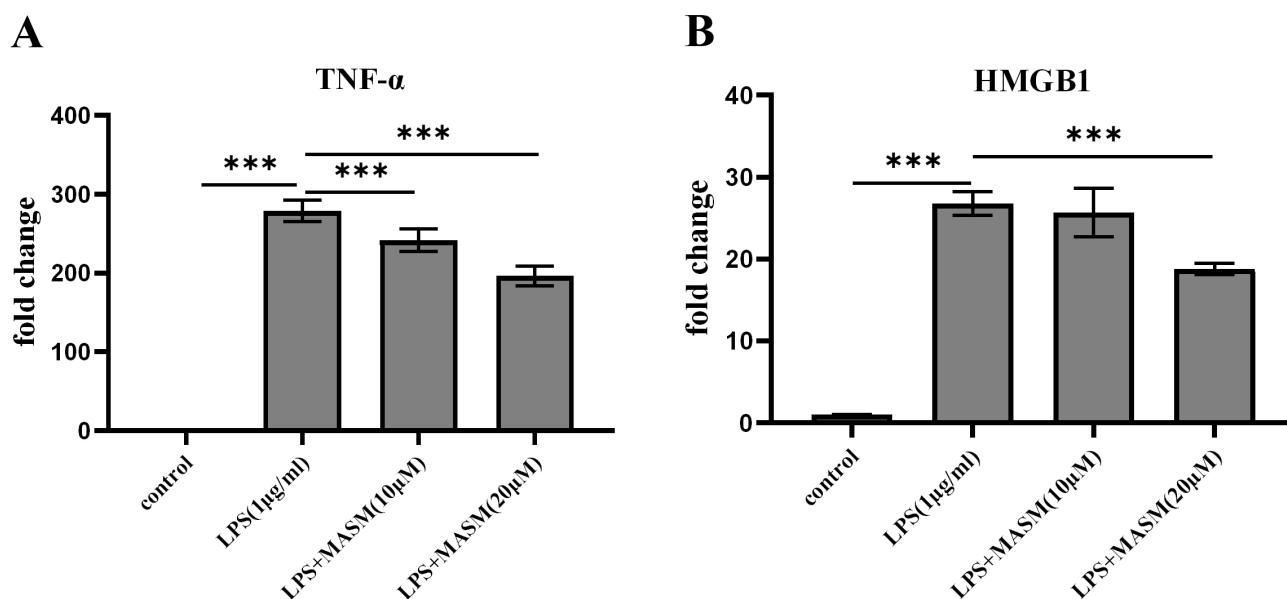 A
TNF-α
fold change
400
300
200
100
0
***
***
***
control
LPS(1μg/ml)
LPS+MASM(10μM)
LPS+MASM(20μM)
B
HMGB1
fold change
40
30
20
10
0
***
***
control
LPS(1μg/ml)
LPS+MASM(10μM)
LPS+MASM(20μM)